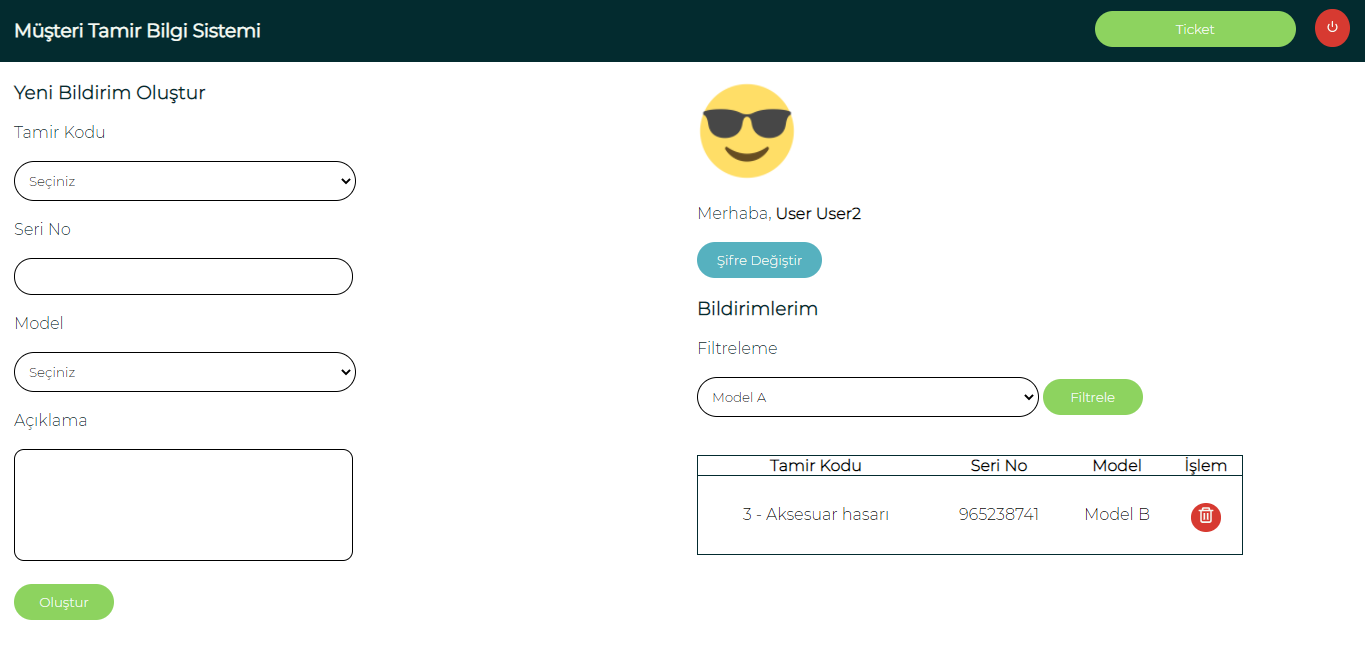 Müşteri Tamir Bilgi Sistemi
Ticket
Yeni Bildirim Oluştur
Tamir Kodu
Seçiniz
Seri No
Model
Seçiniz
Açıklama
Oluştur
Merhaba, User User2
Şifre Değiştir
Bildirimlerim
Filtreleme
Model A
Filtrele
Tamir Kodu Seri No Model İşlem
3 - Aksesuar hasarı 965238741 Model B